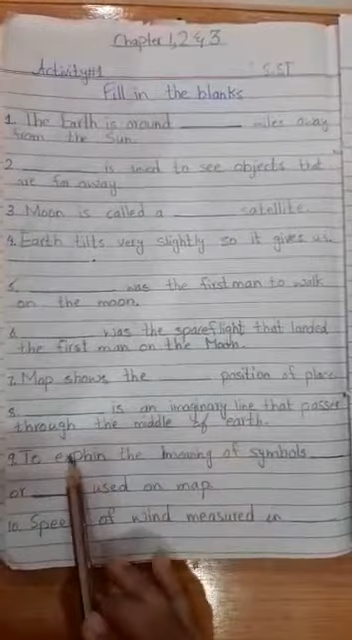 Chapter 1,2 & 3
Activity#1 S.ST
Fill in the blanks
1. The Earth is around ______ miles away
from the Sun.
2 ______ is used to see objects that
are far away
3. Moon is called a ______ satellite.
4. Earth tilts very slightly so it gives us
______.
5. ______ was the first man to walk
on the moon.
6. ______ was the spaceflight that landed
the first man on the Moon.
7. Map shows the ______ position of place
8. ______ is an imaginary line that passes
through the middle of earth.
9. To explain the meaning of symbols
or ______ used on map
10. Speed of wind measured in